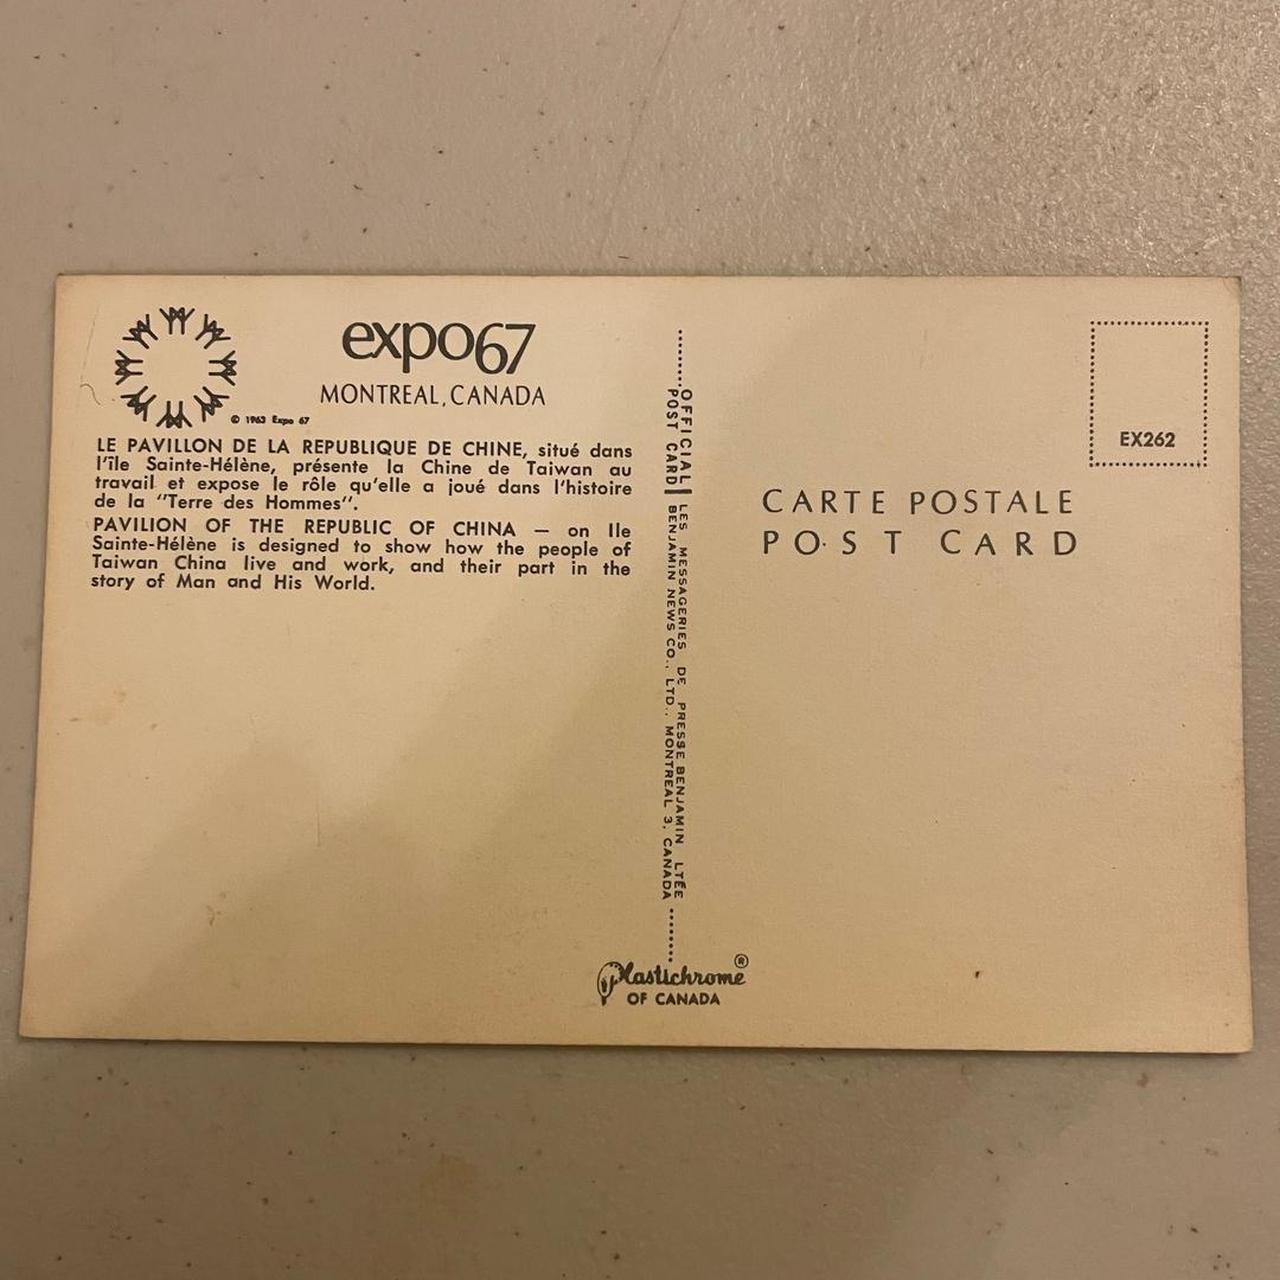 expo67
MONTREAL, CANADA
© 1963 Expo 67
LE PAVILLON DE LA REPUBLIQUE DE CHINE, situé dans
l'île Sainte-Hélène, présente la Chine de Taiwan au
travail et expose le rôle qu'elle a joué dans l'histoire
de la "Terre des Hommes".
PAVILION OF THE REPUBLIC OF CHINA — on Ile
Sainte-Hélène is designed to show how the people of
Taiwan China live and work, and their part in the
story of Man and His World.
OFFICIAL
POST CARD
LES MESSAGERIES DE PRESSE BENJAMIN LTÉE
BENJAMIN NEWS CO., LTD., MONTREAL 3, CANADA
Plastichrome ®
OF CANADA
EX262
CARTE POSTALE
POST CARD